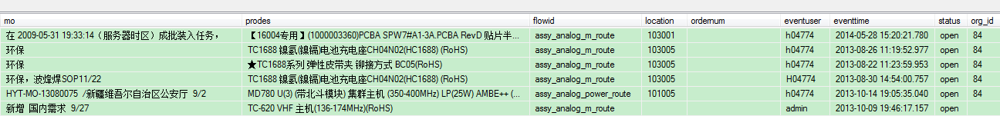 mo prodes flowid location ordernum eventuser eventtime status org_id
在 2009-05-31 19:33:14（服务器时区）成批装入任务， 【16004专用】(1000003360)PCBA SPW7#A1-3A.PCBA RevD 贴片半... assy_analog_m_route 103001 h04774 2014-05-28 15:20:21.780 open 84
环保 TC1688 镍氢(镍镉)电池充电座CH04N02(HC1688) (RoHS) assy_analog_m_route 103005 h04774 2013-08-26 11:19:52.977 open 84
环保 ★TC1688系列 弹性皮带夹 铆接方式 BC05(RoHS) assy_analog_m_route 103005 h04774 2013-08-22 11:23:59.953 open 84
环保，波烽焊SOP11/22 TC1688 镍氢(镍镉)电池充电座CH04N02(HC1688) (RoHS) assy_analog_m_route 103005 H04774 2013-08-30 14:54:00.757 open 84
HYT-MO-13080075 /新疆维吾尔自治区公安厅 9/2 MD780 U(3) (带北斗模块) 集群主机 (350-400MHz) LP(25W) AMBE++ (... assy_analog_power_route 101005 h04774 2013-10-14 19:05:35.040 open 84
新增 国内需求 9/27 TC-620 VHF 主机(136-174MHz)(RoHS) assy_analog_m_route admin 2013-10-09 19:46:17.157 open